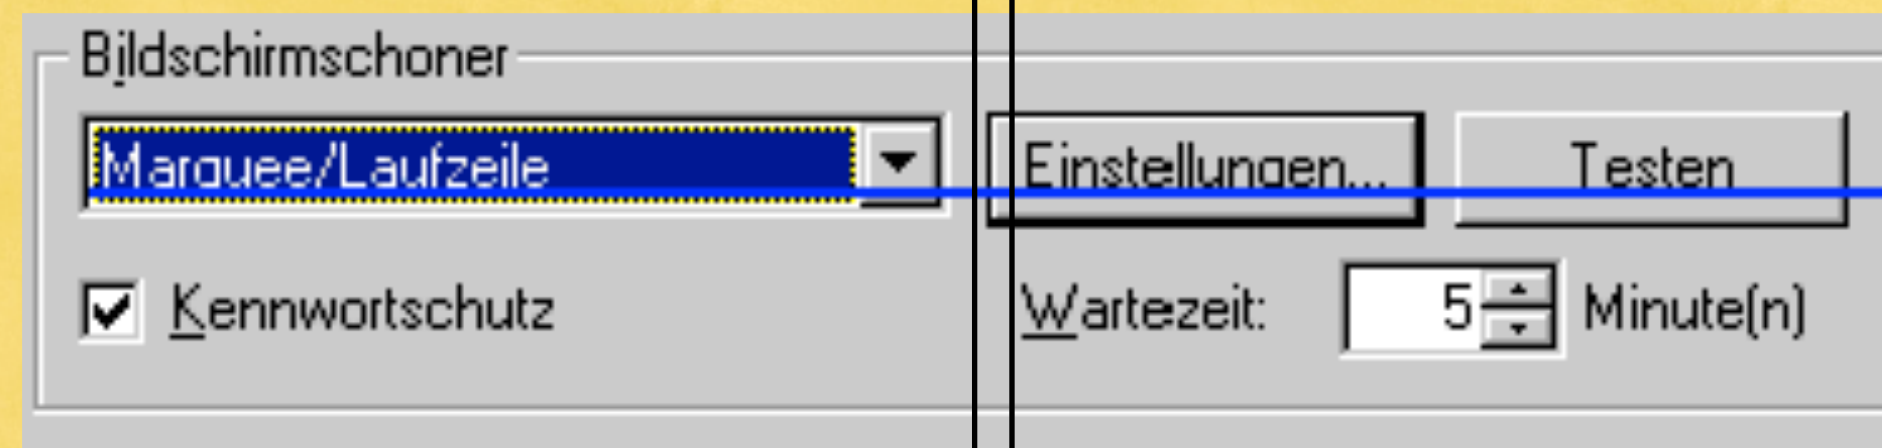 Bildschirmschoner
Marquee/Laufzeile Einstellungen... Testen
Kennwortschutz Wartezeit: 5 Minute(n)